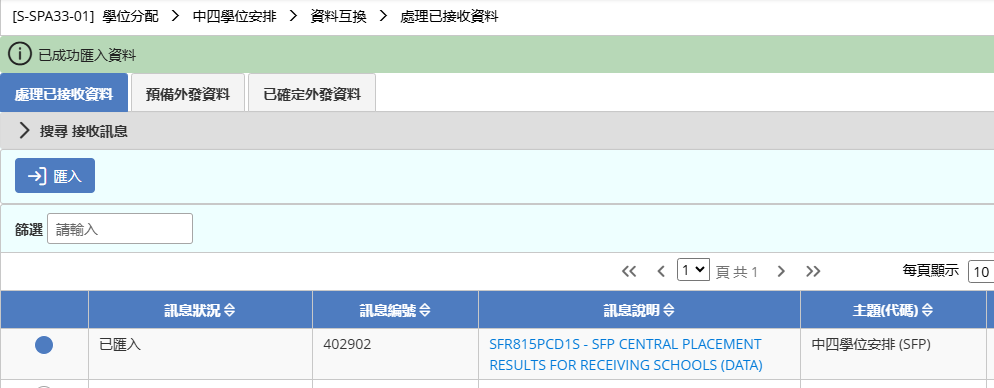 [S-SPA33-01] 學位分配 > 中四學位安排 > 資料互換 > 處理已接收資料
已成功匯入資料
處理已接收資料 預備外發資料 已確定外發資料
搜尋 接收訊息
匯入
篩選 請輸入
1 頁 共 1 每頁顯示 10
訊息狀況 訊息編號 訊息說明 主題(代碼)
已匯入 402902 SFR815PCD1S - SFP CENTRAL PLACEMENT 中四學位安排 (SFP)
RESULTS FOR RECEIVING SCHOOLS (DATA)